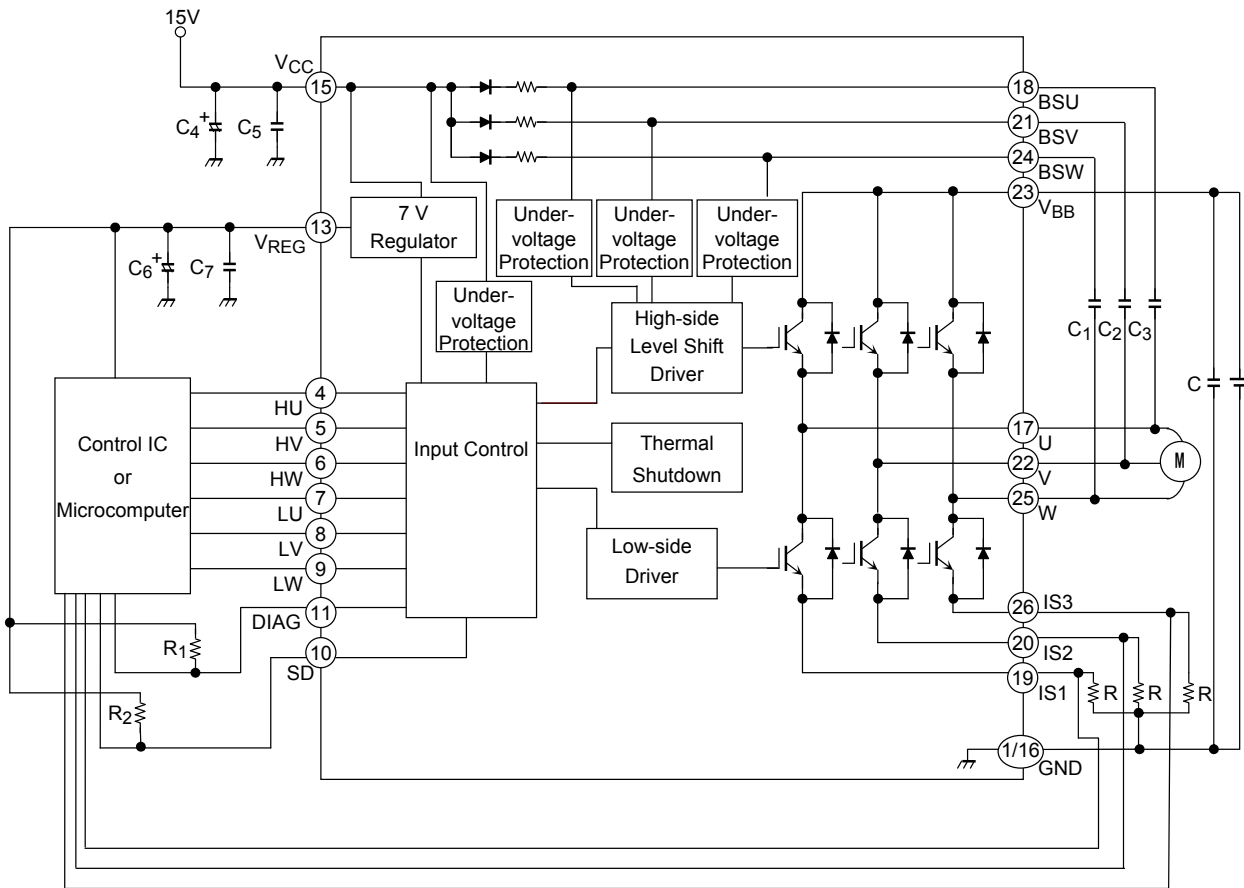 15V
VCC
15
18
BSU
21
BSV
24
BSW
23
VBB
C4
+
C5
7 V
Regulator
13
VREG
C6
+
C7
Under-
voltage
Protection
Under-
voltage
Protection
Under-
voltage
Protection
Under-
voltage
Protection
High-side
Level Shift
Driver
C1
C2
C3
C
Control IC
or
Microcomputer
4
HU
5
HV
6
HW
7
LU
8
LV
9
LW
11
DIAG
10
SD
Input Control
Thermal
Shutdown
Low-side
Driver
17
U
22
V
25
W
M
26
IS3
20
IS2
19
IS1
R
R
R
R1
R2
1/16
GND